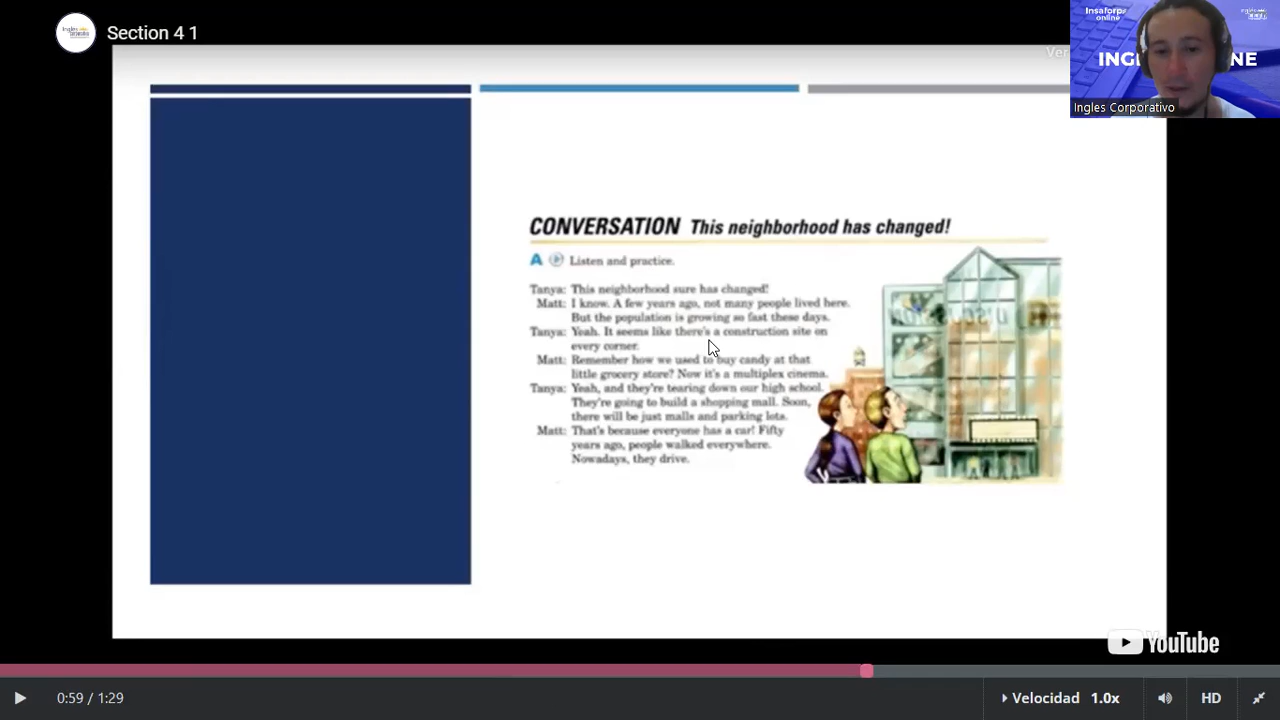 Section 4 1
Ver
Insaforp
online
INGL NE
Ingles Corporativo
CONVERSATION This neighborhood has changed!
A Listen and practice.
Tanya: This neighborhood sure has changed!
Matt: I know. A few years ago, not many people lived here.
But the population is growing so fast these days.
Tanya: Yeah. It seems like there's a construction site on
every corner.
Matt: Remember how we used to buy candy at that
little grocery store? Now it's a multiplex cinema.
Tanya: Yeah, and they're tearing down our high school.
They're going to build a shopping mall. Soon,
there will be just malls and parking lots.
Matt: That's because everyone has a car! Fifty
years ago, people walked everywhere.
Nowadays, they drive.
YouTube
0:59 / 1:29
Velocidad 1.0x
HD